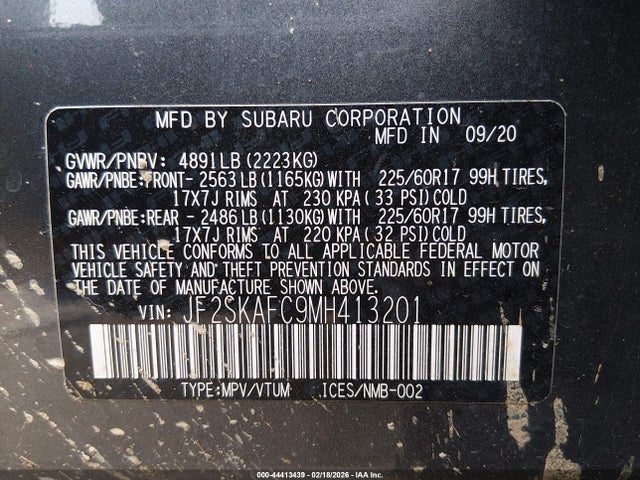 MFD BY SUBARU CORPORATION
MFD IN 09/20
GVWR/PNBV: 4891LB(2223KG)
GAWR/PNBE:FRONT- 2563LB(1165KG)WITH 225/60R17 99H TIRES,
17X7J RIMS AT 230 KPA(33 PSI)COLD
GAWR/PNBE:REAR - 2486LB(1130KG)WITH 225/60R17 99H TIRES,
17X7J RIMS AT 220 KPA(32 PSI)COLD
THIS VEHICLE CONFORMS TO ALL APPLICABLE FEDERAL MOTOR
VEHICLE SAFETY AND THEFT PREVENTION STANDARDS IN EFFECT ON
THE DATE OF MANUFACTURE SHOWN ABOVE.
VIN: JF2SKAFC9MH413201
TYPE:MPV/VTUM ICES/NMB-002
000-44413439 - 02/18/2026 - IAA Inc.